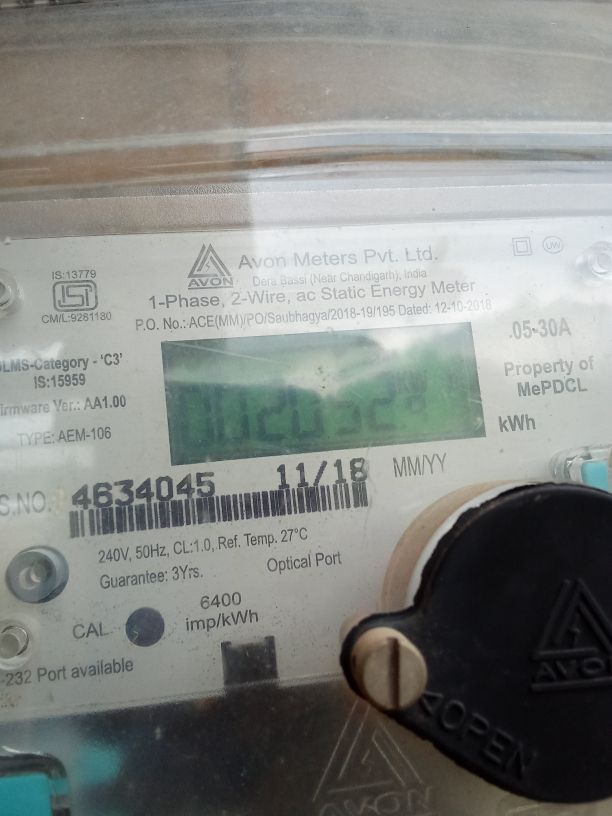 Avon Meters Pvt. Ltd.
AVON
Dera Bassi (Near Chandigarh), India
1-Phase, 2-Wire, ac Static Energy Meter
P.O. No.: ACE(MM)/PO/Saubhagya/2018-19/195 Dated: 12-10-2018
IS:13779
ISI
CM/L:9281180
UW
.05-30A
Property of
MePDCL
kWh
DLMS-Category - 'C3'
IS:15959
Firmware Ver.: AA1.00
TYPE: AEM-106
S.NO. 4634045 11/18 MM/YY
240V, 50Hz, CL:1.0, Ref. Temp. 27°C
Guarantee: 3Yrs. Optical Port
CAL 6400
imp/kWh
-232 Port available
AVON
<OPEN
AVON